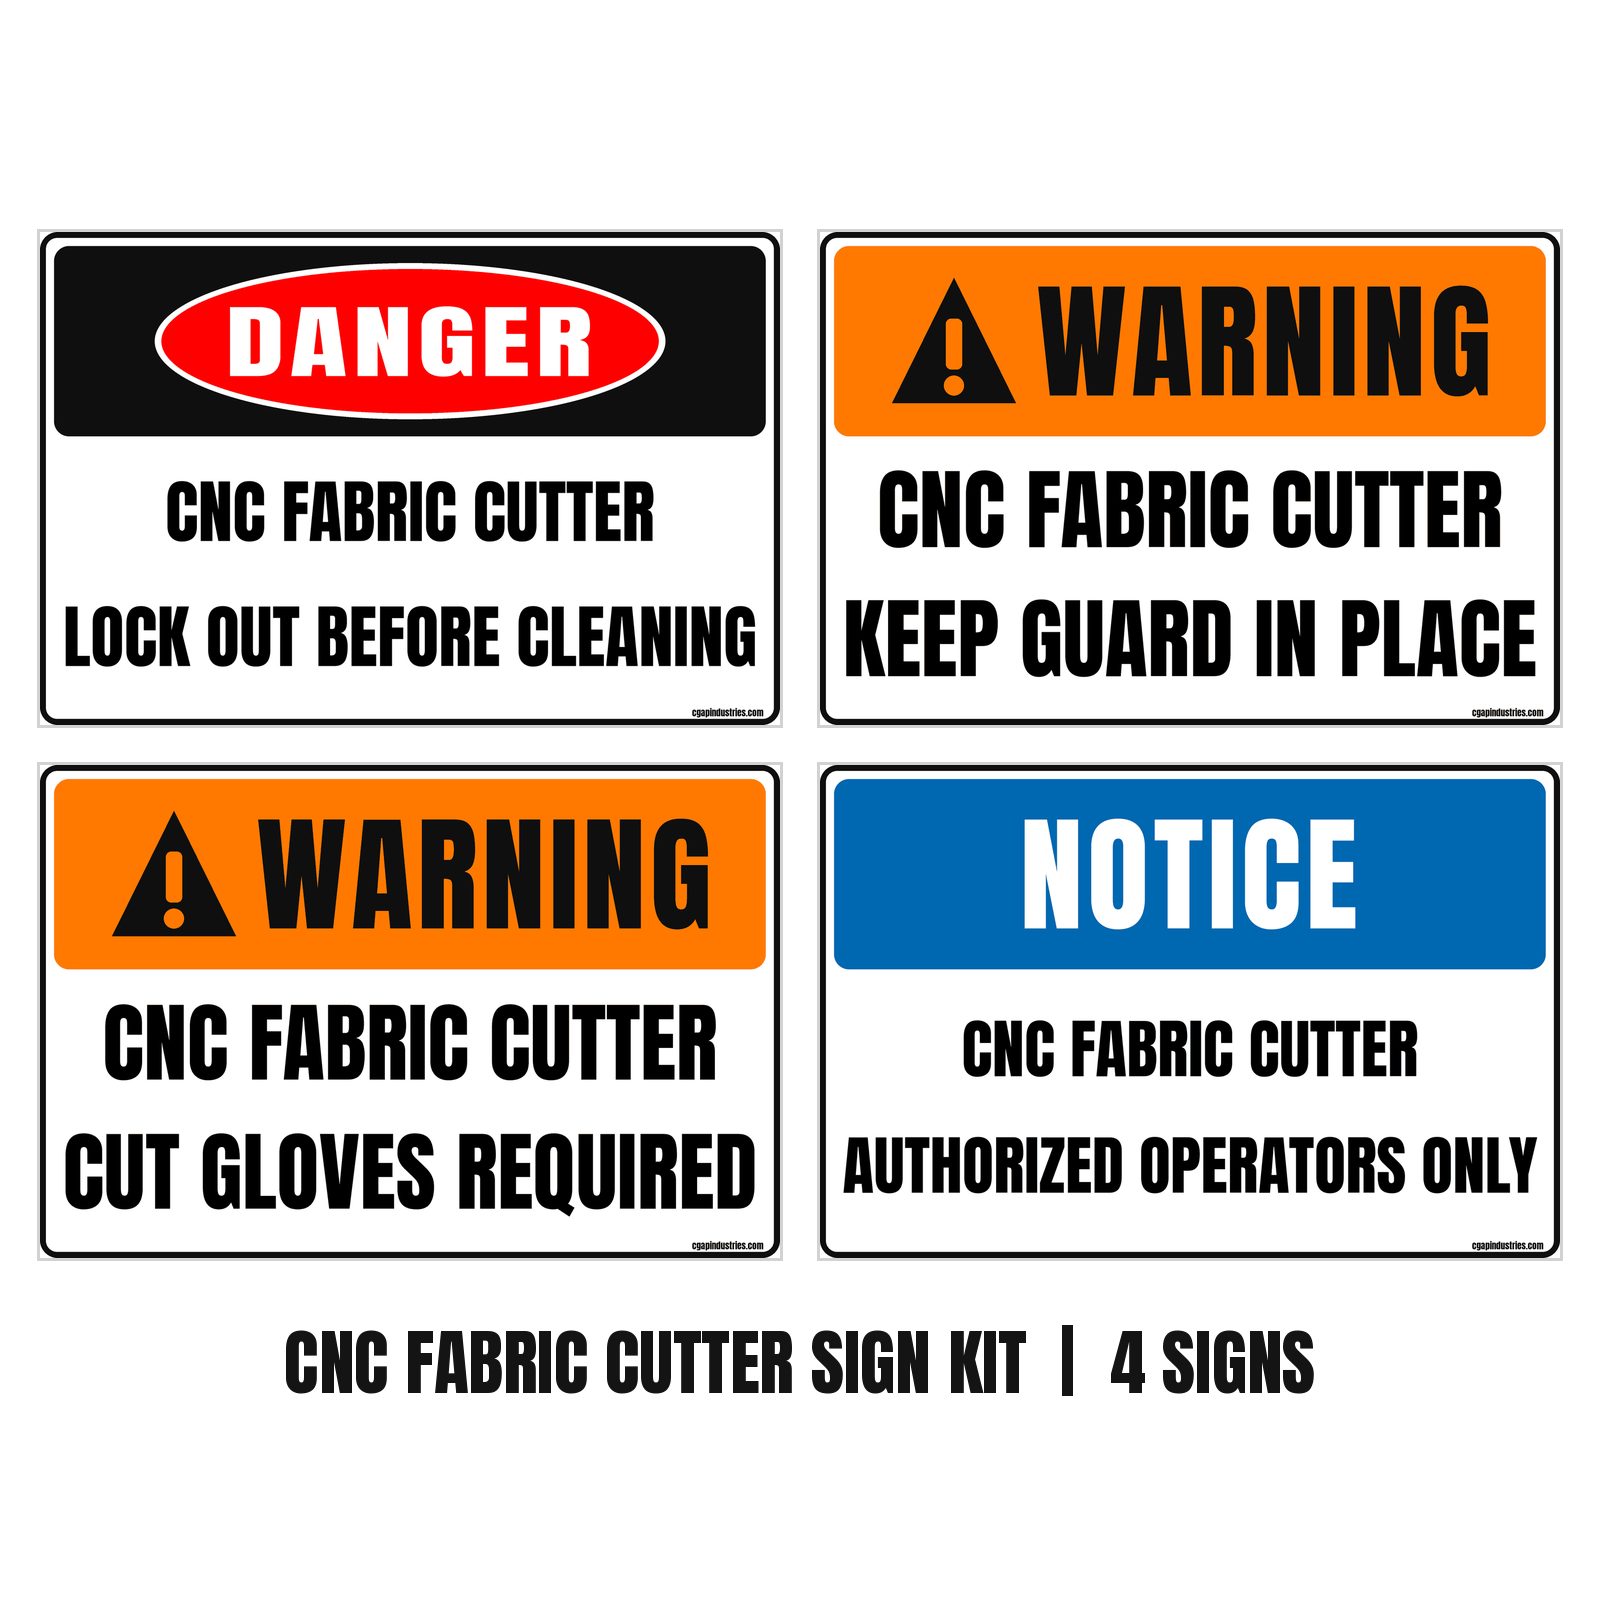 DANGER
CNC FABRIC CUTTER
LOCK OUT BEFORE CLEANING
cgapindustries.com
WARNING
CNC FABRIC CUTTER
KEEP GUARD IN PLACE
cgapindustries.com
WARNING
CNC FABRIC CUTTER
CUT GLOVES REQUIRED
cgapindustries.com
NOTICE
CNC FABRIC CUTTER
AUTHORIZED OPERATORS ONLY
cgapindustries.com
CNC FABRIC CUTTER SIGN KIT | 4 SIGNS